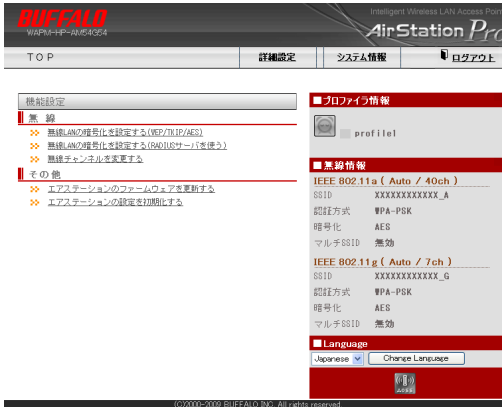 BUFFALO
WAPM-HP-AM54G54
Intelligent Wireless LAN Access Poin
AirStation Pro
TOP
詳細設定
システム情報
ログアウト
機能設定
無 線
無線LANの暗号化を設定する(WEP/TKIP/AES)
無線LANの暗号化を設定する(RADIUSサーバを使う)
無線チャンネルを変更する
その他
エアステーションのファームウェアを更新する
エアステーションの設定を初期化する
■プロファイラ情報
profile1
■無線情報
IEEE 802.11a ( Auto / 40ch )
SSID XXXXXXXXXXXX_A
認証方式 WPA-PSK
暗号化 AES
マルチSSID 無効
IEEE 802.11g ( Auto / 7ch )
SSID XXXXXXXXXXXX_G
認証方式 WPA-PSK
暗号化 AES
マルチSSID 無効
■Language
Japanese Change Language
AOSS
(C)2000-2009 BUFFALO INC. All rights reserved.